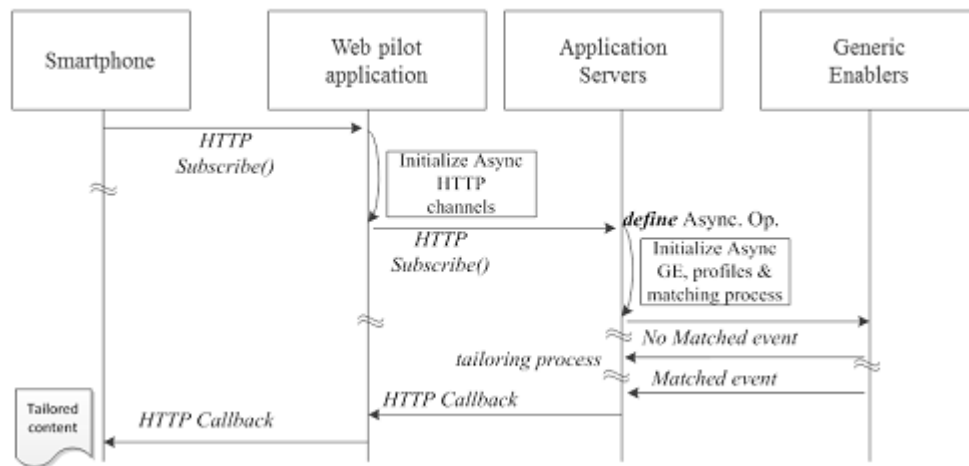 Smartphone
Web pilot
application
Application
Servers
Generic
Enablers
HTTP
Subscribe()
Initialize Async
HTTP
channels
HTTP
Subscribe()
define Async. Op.
Initialize Async
GE, profiles &
matching process
No Matched event
tailoring process
Matched event
HTTP Callback
HTTP Callback
Tailored
content